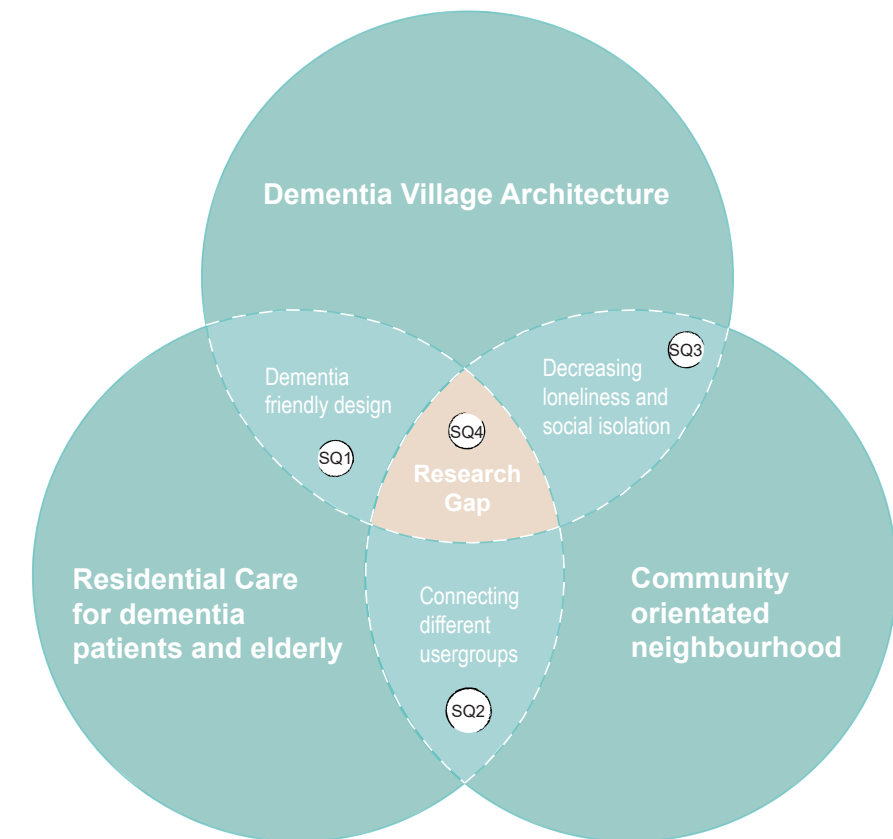 Dementia Village Architecture
Dementia
friendly design
SQ1
Decreasing
loneliness and
social isolation
SQ3
SQ4
Research
Gap
Residential Care
for dementia
patients and elderly
Connecting
different
usergroups
SQ2
Community
orientated
neighbourhood